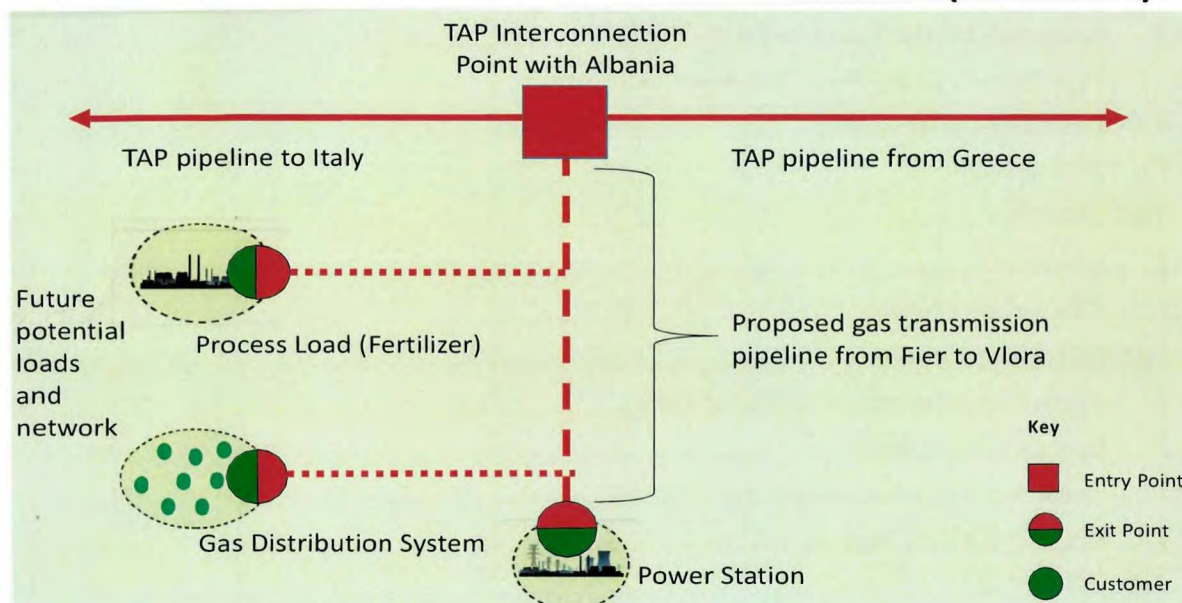 TAP Interconnection
Point with Albania
TAP pipeline to Italy
TAP pipeline from Greece
Future
potential
loads
and
network
Process Load (Fertilizer)
Proposed gas transmission
pipeline from Fier to Vlora
Gas Distribution System
Power Station
Key
Entry Point
Exit Point
Customer